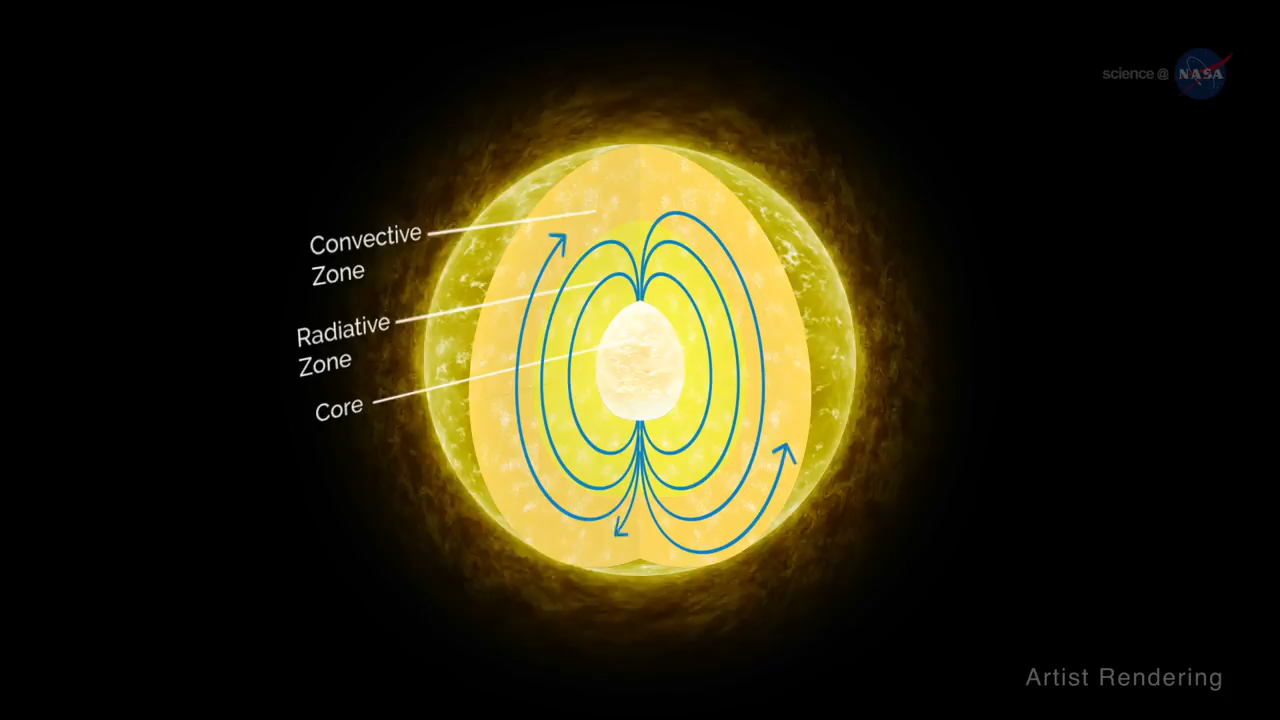 science @ NASA
Convective
Zone
Radiative
Zone
Core
Artist Rendering